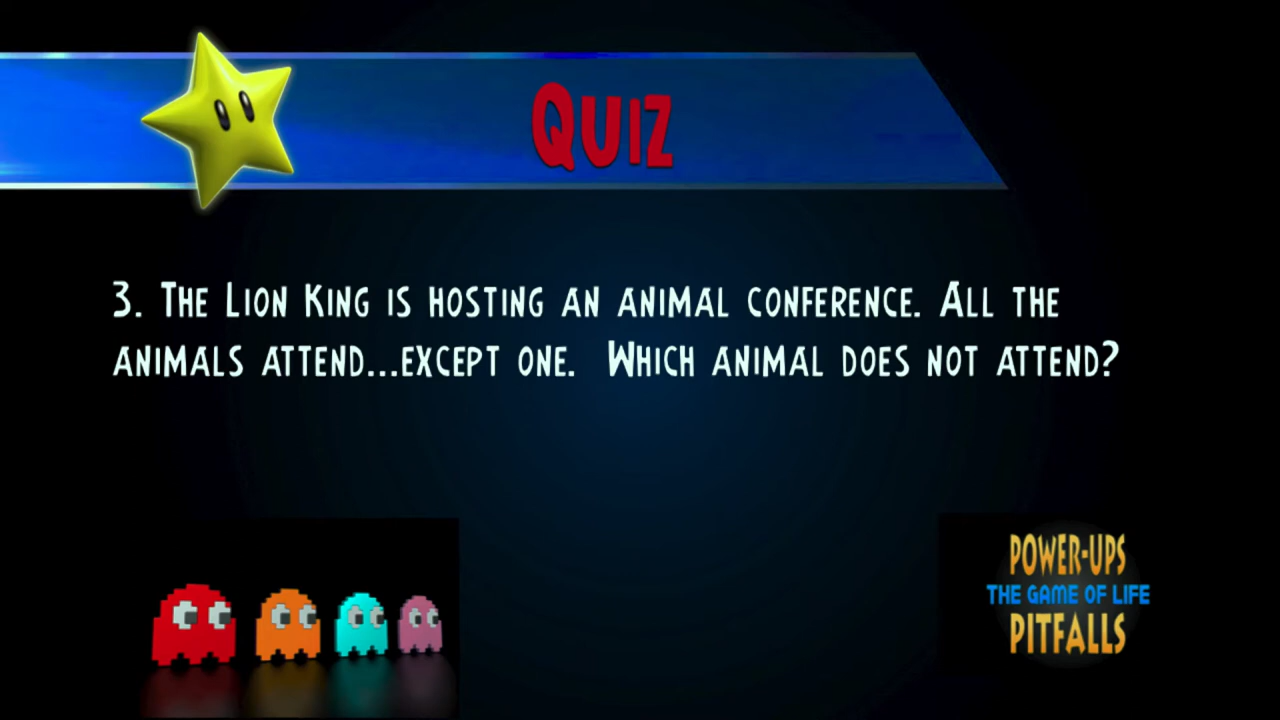 Quiz
3. The Lion King is hosting an animal conference. All the
animals attend...except one. Which animal does not attend?
POWER-UPS
THE GAME OF LIFE
PITFALLS